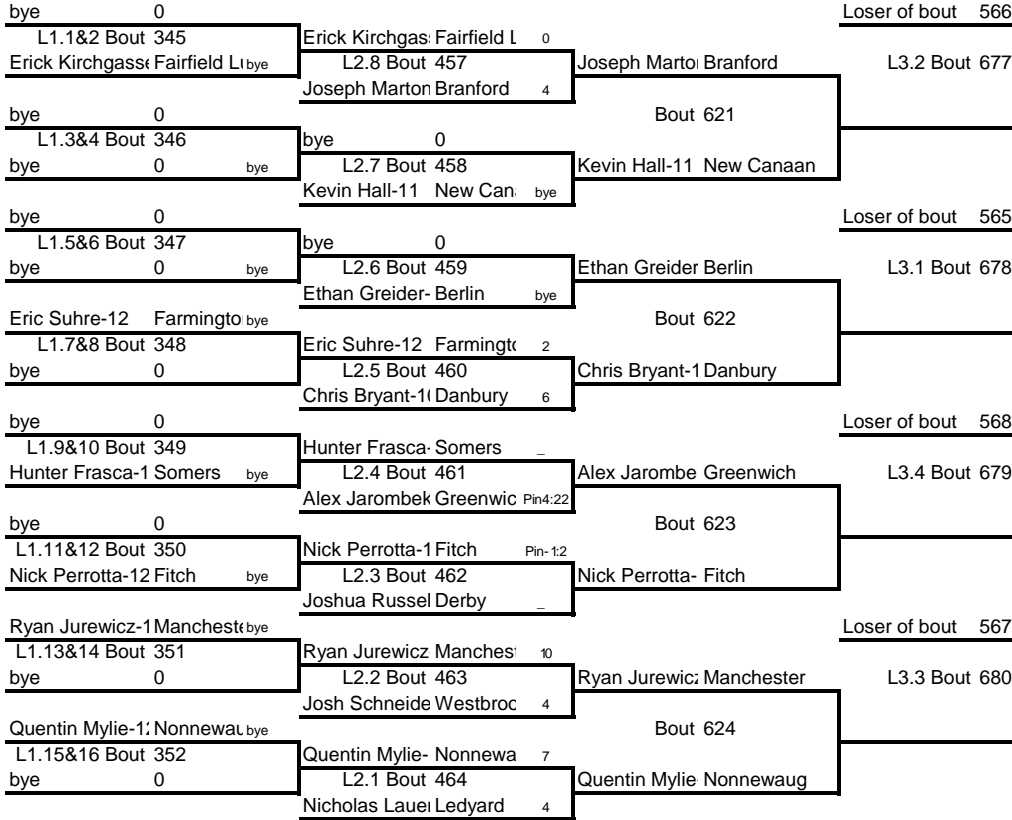 bye 0 Loser of bout 566
L1.1&2 Bout 345 Erick Kirchgas Fairfield L 0
Erick Kirchgasse Fairfield Lu bye L2.8 Bout 457 Joseph Marto Branford L3.2 Bout 677
Joseph Marton Branford 4
bye 0 Bout 621
L1.3&4 Bout 346 bye 0
bye 0 bye L2.7 Bout 458 Kevin Hall-11 New Canaan
Kevin Hall-11 New Can bye
bye 0 Loser of bout 565
L1.5&6 Bout 347 bye 0
bye 0 bye L2.6 Bout 459 Ethan Greider Berlin L3.1 Bout 678
Ethan Greider- Berlin bye
Eric Suhre-12 Farmingto bye Bout 622
L1.7&8 Bout 348 Eric Suhre-12 Farmingt 2
bye 0 L2.5 Bout 460 Chris Bryant-1 Danbury
Chris Bryant-1( Danbury 6
bye 0 Loser of bout 568
L1.9&10 Bout 349 Hunter Frasca- Somers _
Hunter Frasca-1 Somers bye L2.4 Bout 461 Alex Jarombe Greenwich L3.4 Bout 679
Alex Jarombek Greenwic Pin4:22
bye 0 Bout 623
L1.11&12 Bout 350 Nick Perrotta-1 Fitch Pin- 1:2
Nick Perrotta-12 Fitch bye L2.3 Bout 462 Nick Perrotta- Fitch
Joshua Russel Derby _
Ryan Jurewicz-1 Manchest bye Loser of bout 567
L1.13&14 Bout 351 Ryan Jurewicz Manches 10
bye 0 L2.2 Bout 463 Ryan Jurewicz Manchester L3.3 Bout 680
Josh Schneide Westbroo 4
Quentin Mylie-12 Nonnewau bye Bout 624
L1.15&16 Bout 352 Quentin Mylie- Nonnewa 7
bye 0 L2.1 Bout 464 Quentin Mylie Nonnewaug
Nicholas Lauer Ledyard 4